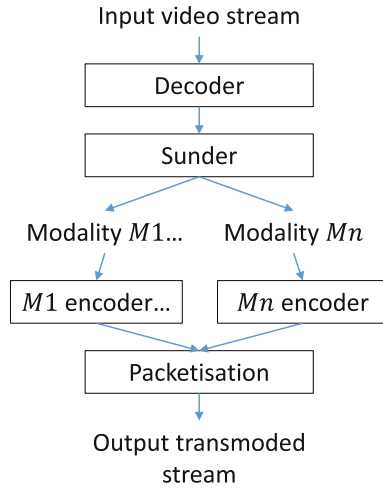 Input video stream
Decoder
Sunder
Modality M1... Modality Mn
M1 encoder... Mn encoder
Packetisation
Output transmoded
stream